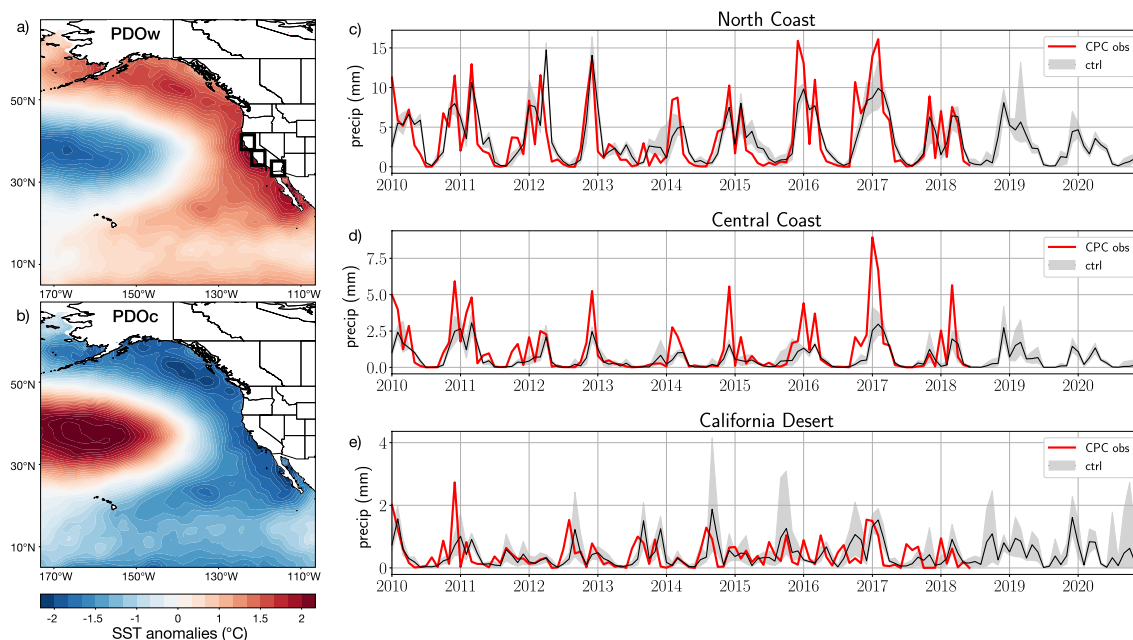 a)
PDOw
50°N
30°N
10°N
170°W
150°W
130°W
110°W
b)
PDOc
50°N
30°N
10°N
170°W
150°W
130°W
110°W
-2
-1.5
-1
0
1
1.5
2
SST anomalies (°C)
North Coast
c)
CPC obs
ctrl
precip (mm)
15
10
5
0
2010
2011
2012
2013
2014
2015
2016
2017
2018
2019
2020
Central Coast
d)
CPC obs
ctrl
precip (mm)
7.5
5.0
2.5
0.0
2010
2011
2012
2013
2014
2015
2016
2017
2018
2019
2020
California Desert
e)
CPC obs
ctrl
precip (mm)
4
2
0
2010
2011
2012
2013
2014
2015
2016
2017
2018
2019
2020